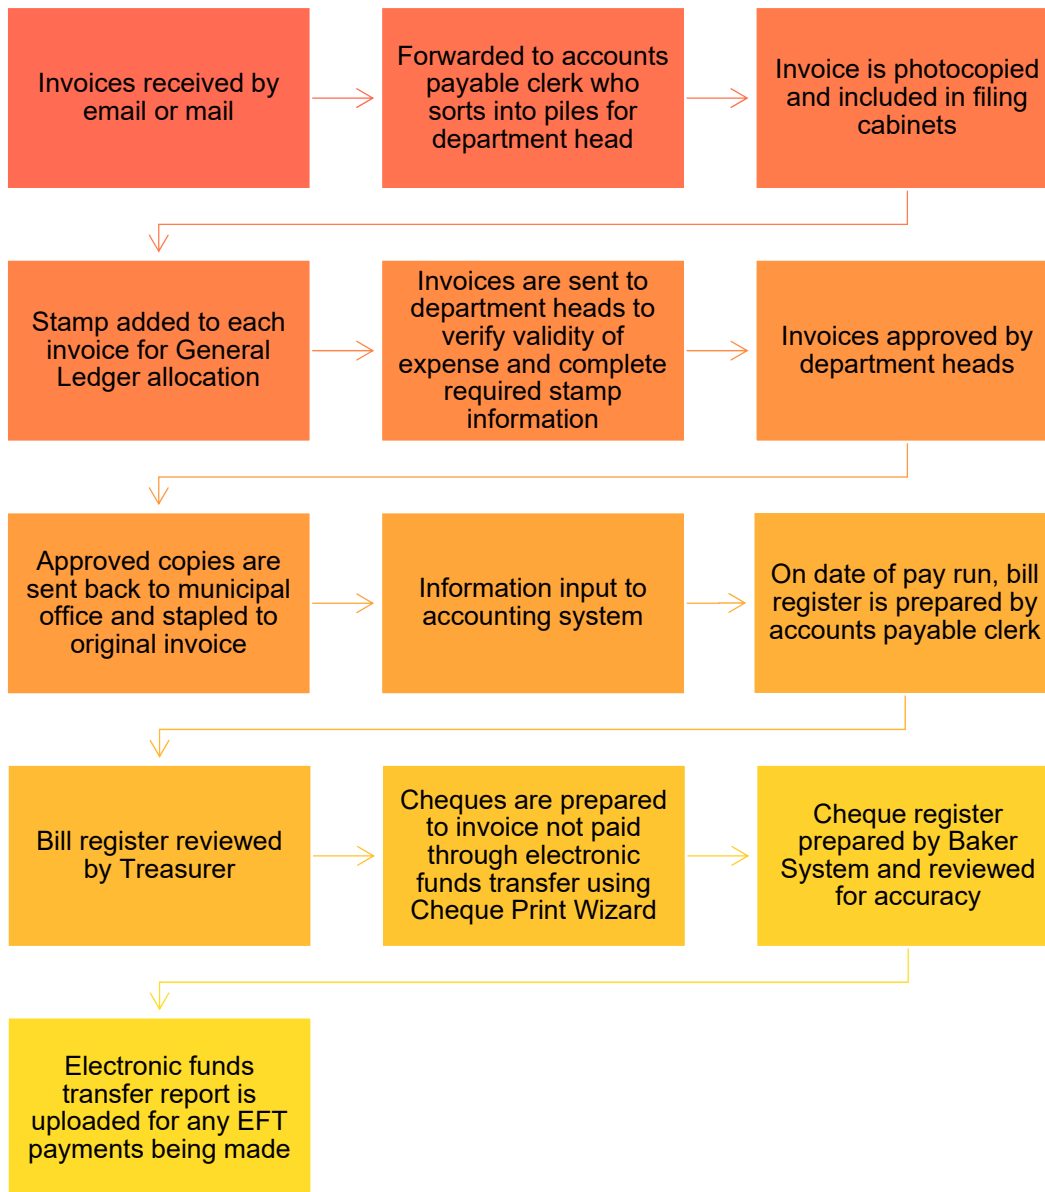 Invoices received by
email or mail
Forwarded to accounts
payable clerk who
sorts into piles for
department head
Invoice is photocopied
and included in filing
cabinets
Stamp added to each
invoice for General
Ledger allocation
Invoices are sent to
department heads to
verify validity of
expense and complete
required stamp
information
Invoices approved by
department heads
Approved copies are
sent back to municipal
office and stapled to
original invoice
Information input to
accounting system
On date of pay run, bill
register is prepared by
accounts payable clerk
Bill register reviewed
by Treasurer
Cheques are prepared
to invoice not paid
through electronic
funds transfer using
Cheque Print Wizard
Cheque register
prepared by Baker
System and reviewed
for accuracy
Electronic funds
transfer report is
uploaded for any EFT
payments being made